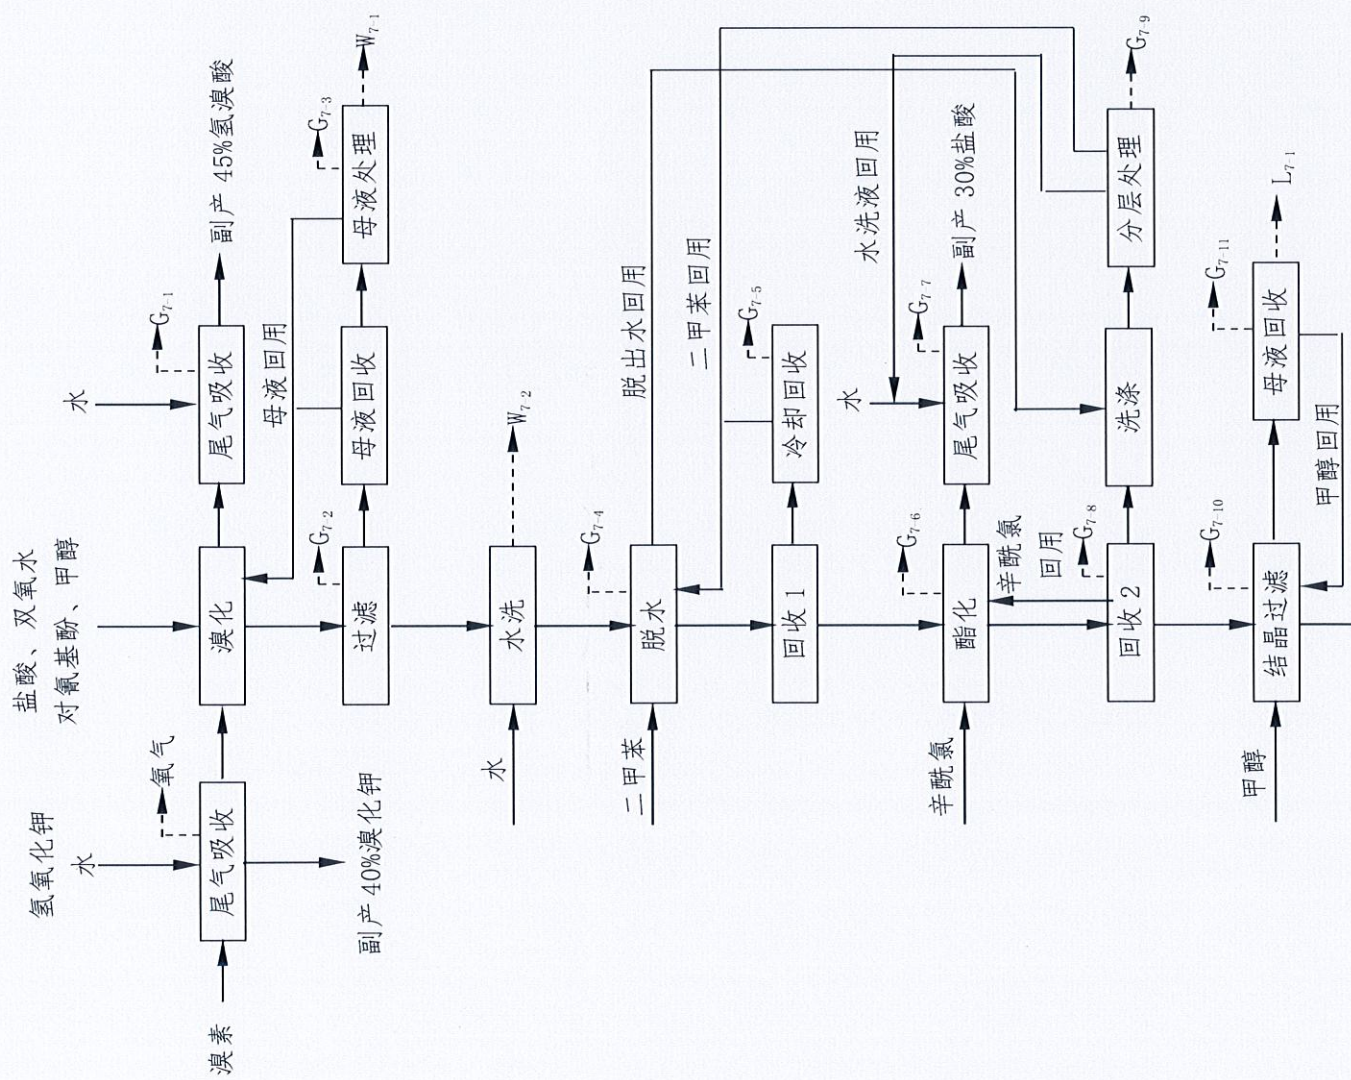 溴素
氢氧化钾
水
尾气吸收
氧气
副产 40%溴化钾
盐酸、双氧水
对氰基酚、甲醇
溴化
水
尾气吸收
G7-1
副产 45%氢溴酸
母液回用
过滤
G7-2
母液回收
母液处理
G7-3
W7-1
水
水洗
W7-2
二甲苯
脱水
G7-4
脱出水回用
二甲苯回用
回收 1
冷却回收
G7-5
辛酰氯
酯化
G7-6
水
水洗液回用
尾气吸收
G7-7
副产 30%盐酸
辛酰氯
回用
回收 2
G7-8
洗涤
分层处理
G7-9
甲醇
结晶过滤
G7-10
母液回收
G7-11
L7-1
甲醇回用